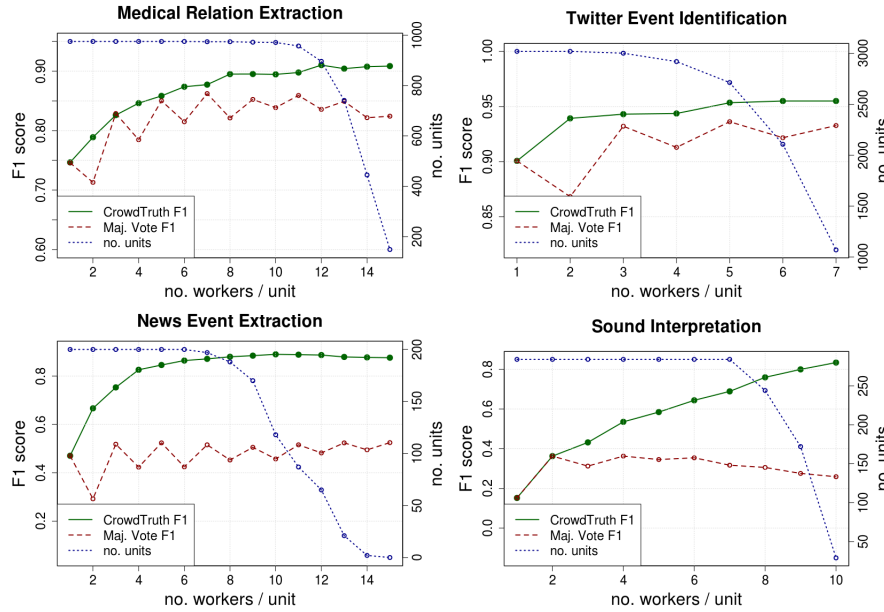 Medical Relation Extraction
F1 score
0.60 0.70 0.80 0.90
200 400 600 800 1000
no. units
CrowdTruth F1
Maj. Vote F1
no. units
2 4 6 8 10 12 14
no. workers / unit
Twitter Event Identification
F1 score
0.85 0.90 0.95 1.00
1000 1500 2000 2500 3000
no. units
CrowdTruth F1
Maj. Vote F1
no. units
1 2 3 4 5 6 7
no. workers / unit
News Event Extraction
F1 score
0.2 0.4 0.6 0.8
0 50 100 150 200
no. units
CrowdTruth F1
Maj. Vote F1
no. units
2 4 6 8 10 12 14
no. workers / unit
Sound Interpretation
F1 score
0.0 0.2 0.4 0.6 0.8
50 100 150 200 250
no. units
CrowdTruth F1
Maj. Vote F1
no. units
2 4 6 8 10
no. workers / unit